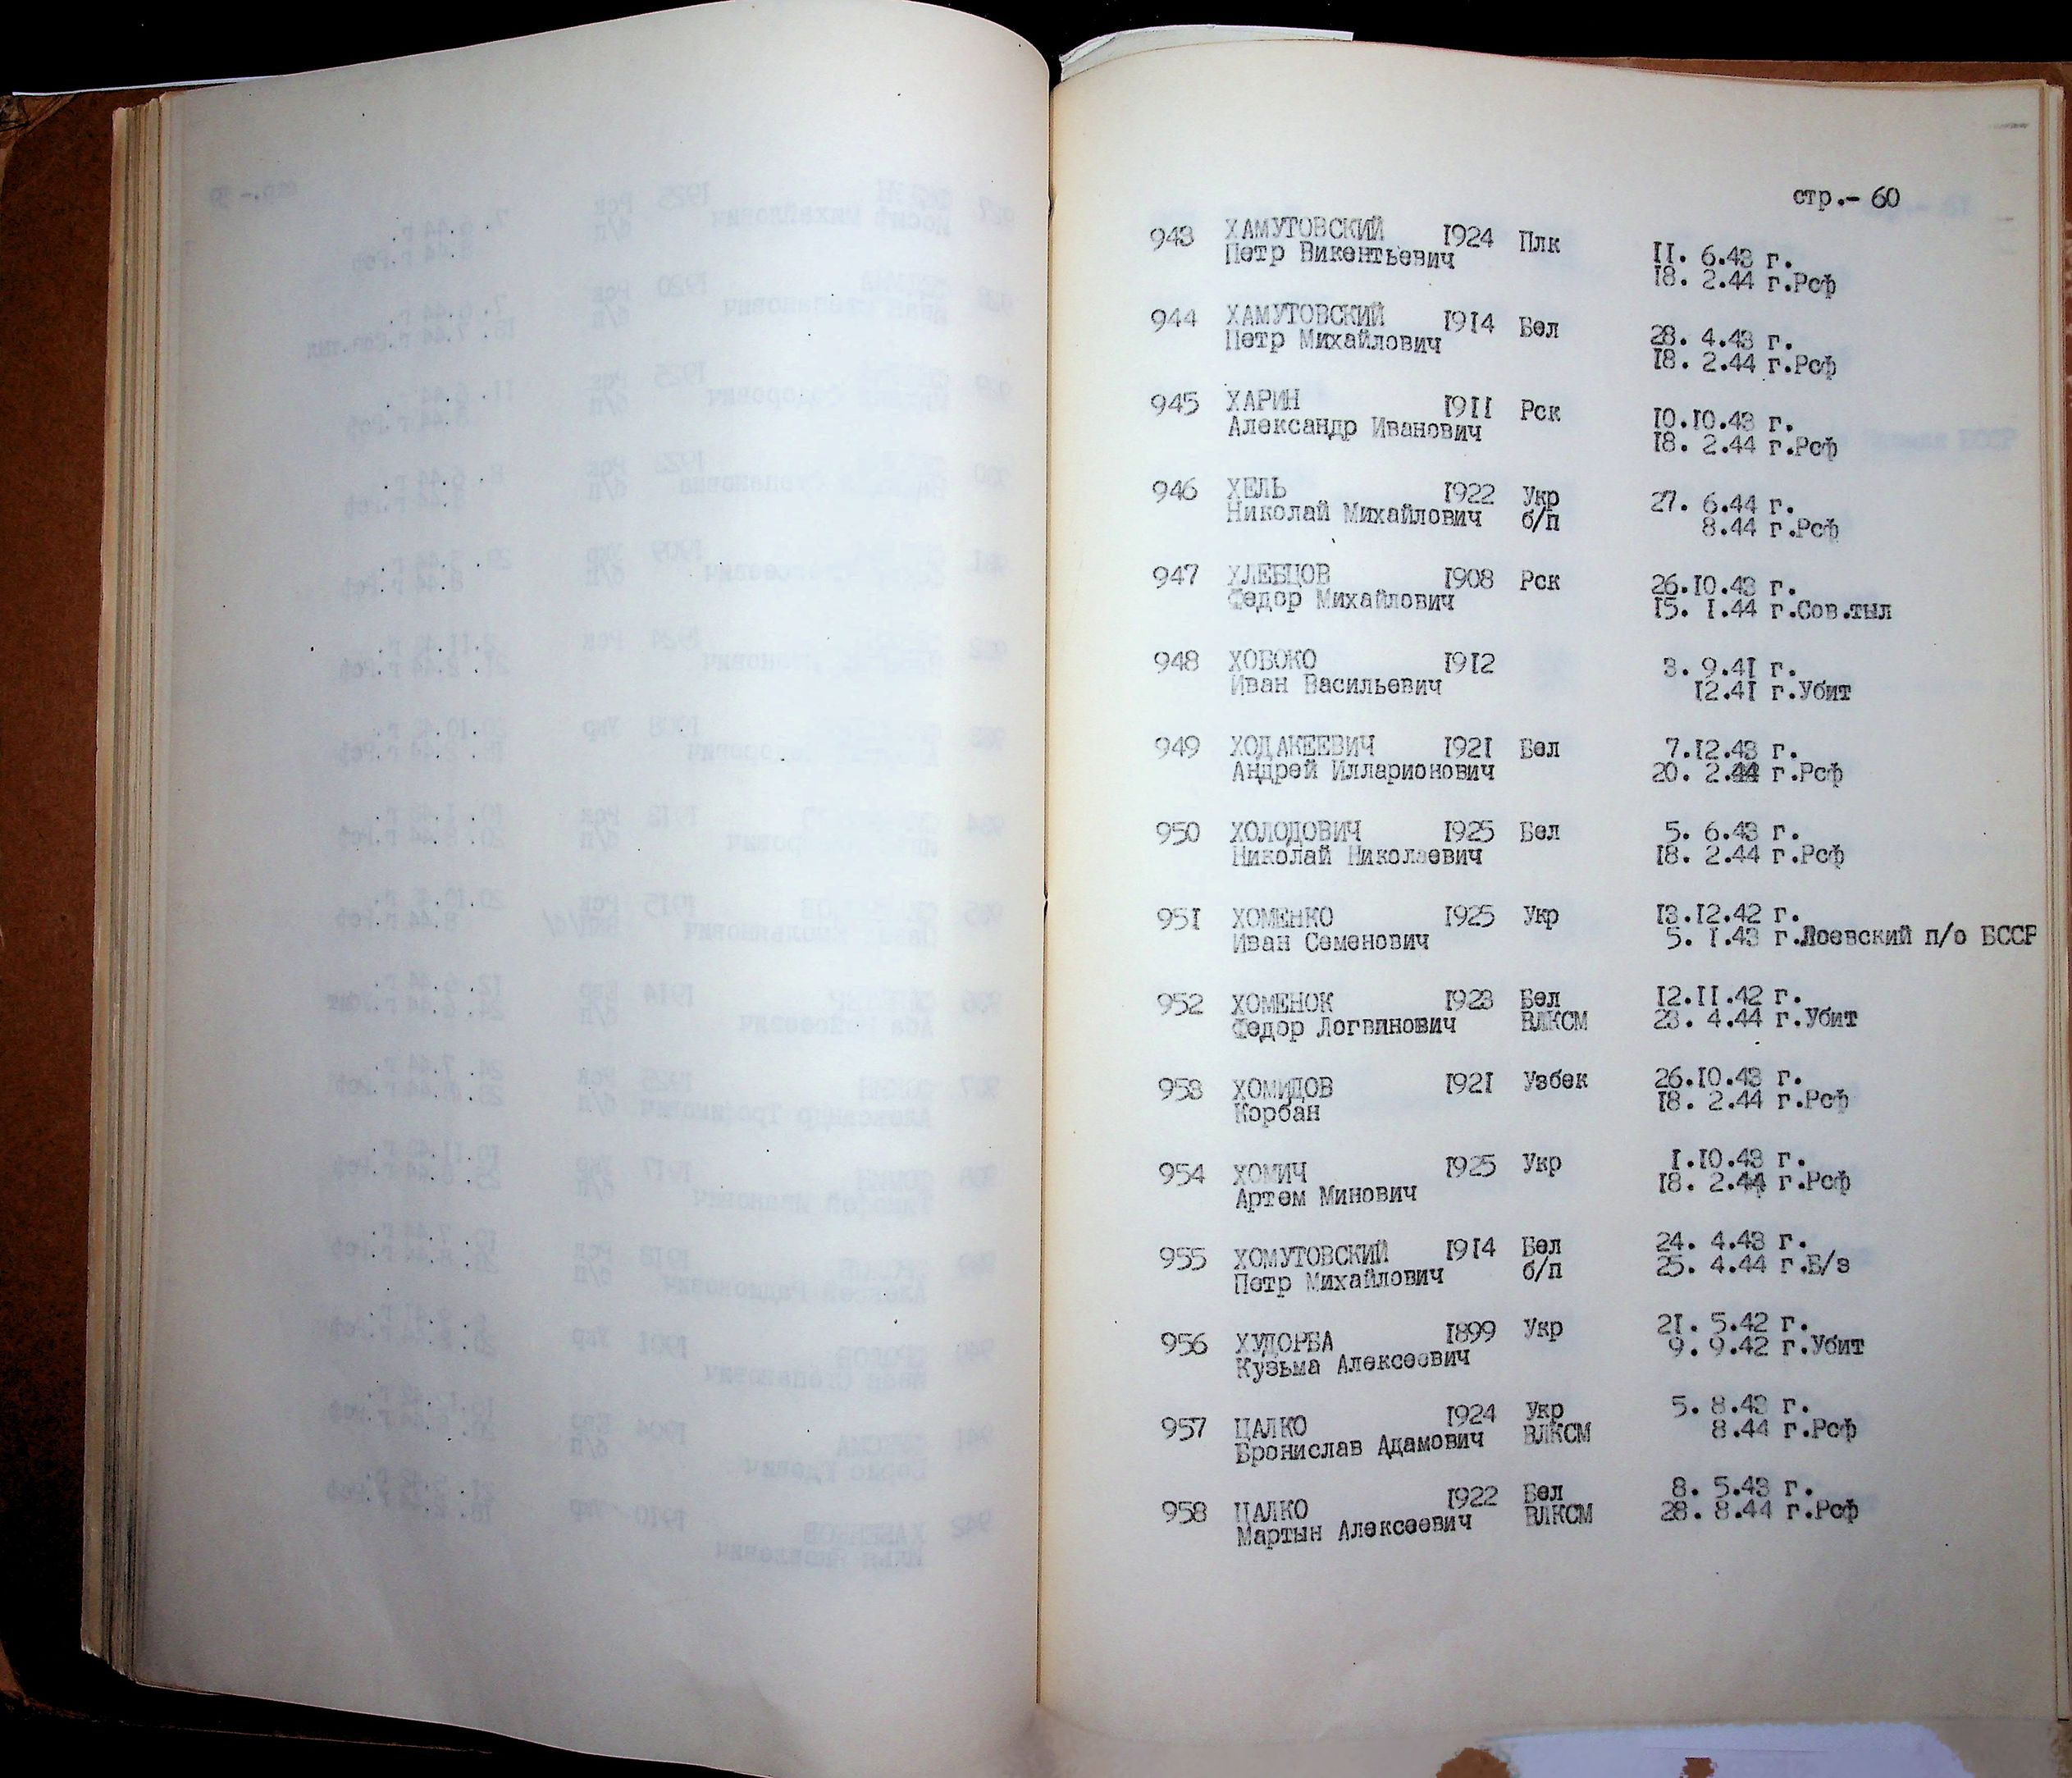 стр.- 60
943 ХАМУТОВСКИЙ 1924 Плк 11. 6.43 г.
Петр Викентьевич 18. 2.44 г.Рсф
944 ХАМУТОВСКИЙ 1914 Бел 28. 4.43 г.
Петр Михайлович 18. 2.44 г.Рсф
945 ХАРИН 1911 Рск 10.10.43 г.
Александр Иванович 18. 2.44 г.Рсф
946 ХЕЛЬ 1922 Укр 27. 6.44 г.
Николай Михайлович б/п 8.44 г.Рсф
947 ХЛЕБЦОВ 1908 Рск 26.10.43 г.
Федор Михайлович 15. 1.44 г.Сов.тыл
948 ХОБОКО 1912 3. 9.41 г.
Иван Васильевич 12.41 г.Убит
949 ХОДАКЕЕВИЧ 1921 Бел 7.12.43 г.
Андрей Илларионович 20. 2.44 г.Рсф
950 ХОЛОДОВИЧ 1925 Бел 5. 6.43 г.
Николай Николаевич 18. 2.44 г.Рсф
951 ХОМЕНКО 1925 Укр 13.12.42 г.
Иван Семенович 5. 1.43 г.Лоевский п/о БССР
952 ХОМЕНОК 1923 Бел 12.11.42 г.
Федор Логвинович ВЛКСМ 23. 4.44 г.Убит
953 ХОМИДОВ 1921 Узбек 26.10.43 г.
Корбан 18. 2.44 г.Рсф
954 ХОМИЧ 1925 Укр 1.10.43 г.
Артем Минович 18. 2.44 г.Рсф
955 ХОМУТОВСКИЙ 1914 Бел 24. 4.43 г.
Петр Михайлович б/п 25. 4.44 г.Б/з
956 ХУДОРБА 1899 Укр 21. 5.42 г.
Кузьма Алексеевич 9. 9.42 г.Убит
957 ЦАЛКО 1924 Укр 5. 8.43 г.
Бронислав Адамович ВЛКСМ 8.44 г.Рсф
958 ЦАЛКО 1922 Бел 8. 5.43 г.
Мартын Алексеевич ВЛКСМ 28. 8.44 г.Рсф